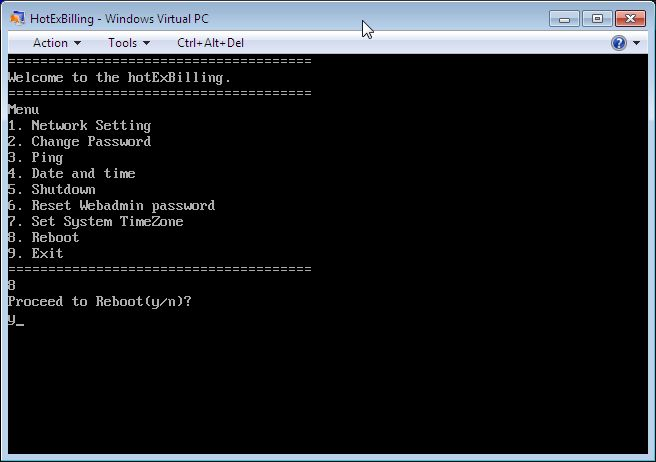 HotExBilling - Windows Virtual PC
Action Tools Ctrl+Alt+Del
======================================
Welcome to the hotExBilling.
======================================
Menu
1. Network Setting
2. Change Password
3. Ping
4. Date and time
5. Shutdown
6. Reset Webadmin password
7. Set System TimeZone
8. Reboot
9. Exit
======================================
8
Proceed to Reboot(y/n)?
y_